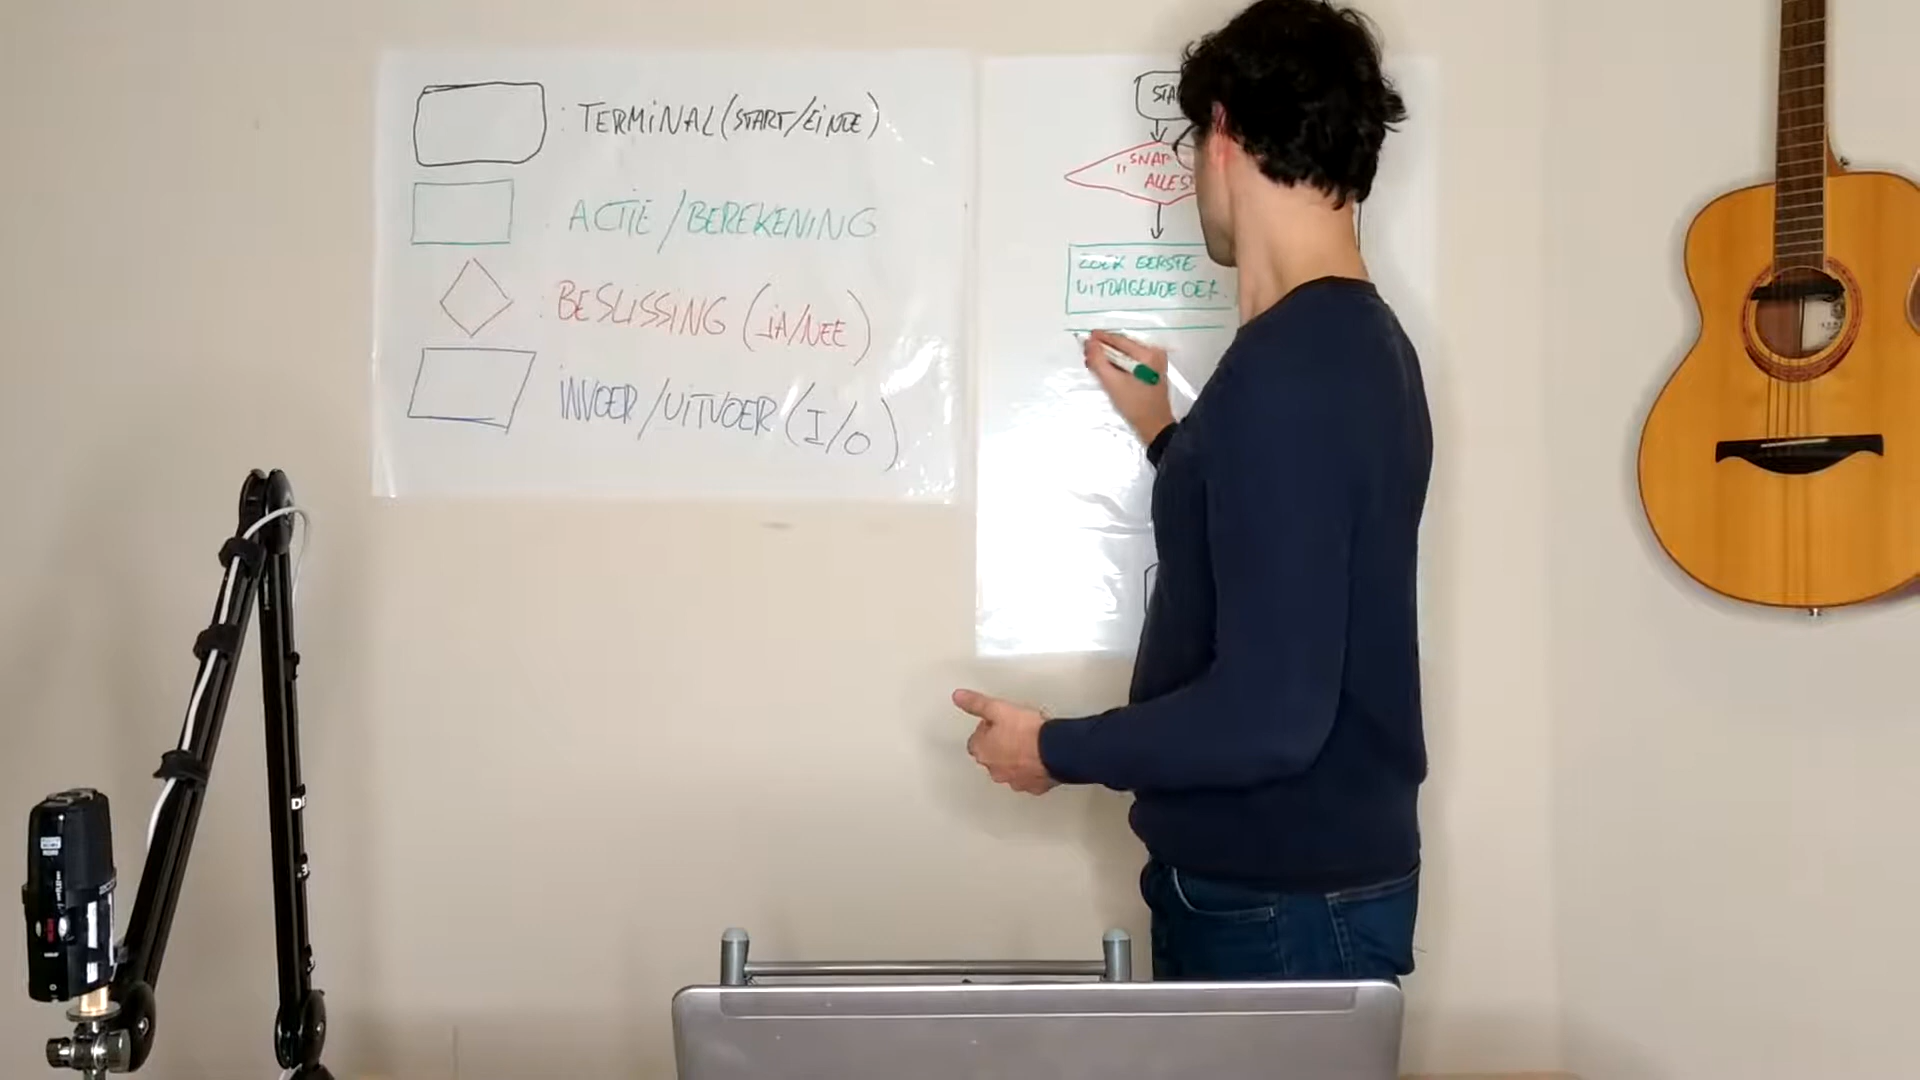 : TERMiNAL (START/EiNDE)
: ACTiE / BEREKENiNG
: BESLiSSiNG (jA/NEE)
iNVOER / UiTVOER (I/O)
ZOEK EERSTE
UiTDAGENDE OEF.